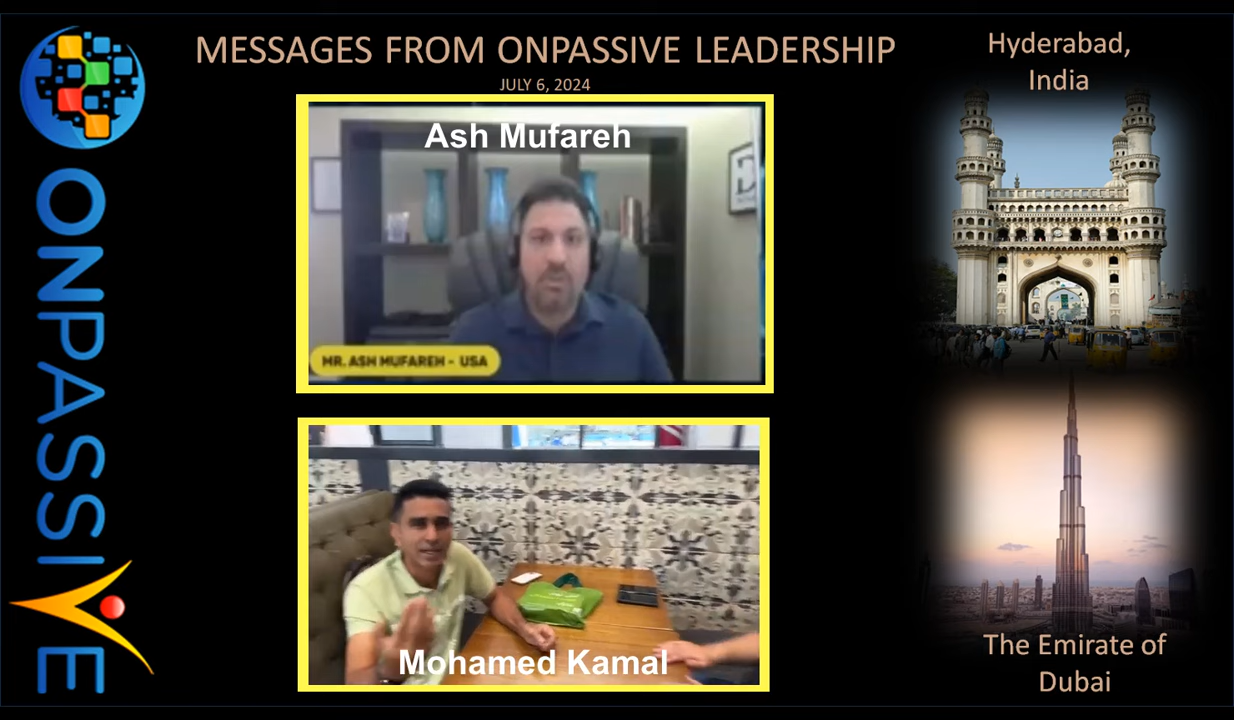 MESSAGES FROM ONPASSIVE LEADERSHIP
JULY 6, 2024
Hyderabad,
India
ONPASSIVE
Ash Mufareh
MR. ASH MUFAREH - USA
Mohamed Kamal
The Emirate of
Dubai